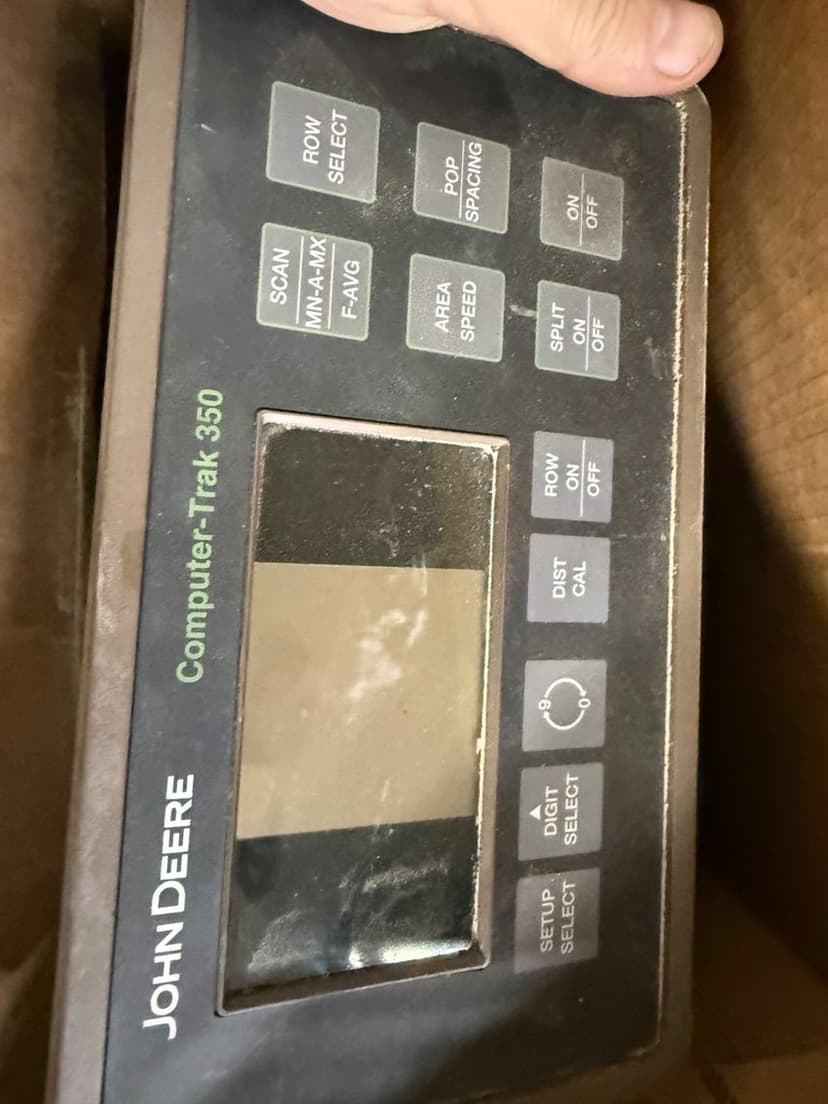 JOHN DEERE
Computer-Trak 350
SCAN
MN-A-MX
F-AVG
ROW
SELECT
AREA
SPEED
POP
SPACING
SETUP
SELECT
▲
DIGIT
SELECT
9
0
DIST
CAL
ROW
ON
OFF
SPLIT
ON
OFF
ON
OFF